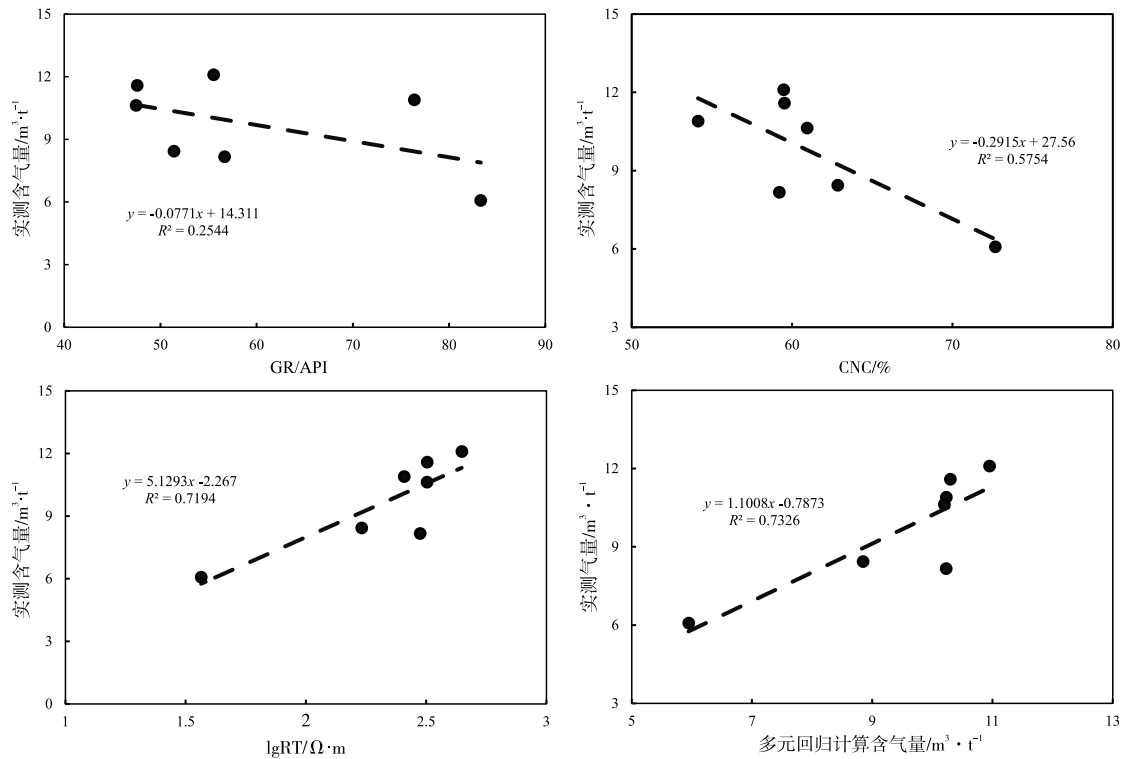 15
12
9
6
3
0
实测含气量/m³·t⁻¹
y = -0.0771x + 14.311
R² = 0.2544
40 50 60 70 80 90
GR/API
15
12
9
6
3
实测含气量/m³·t⁻¹
y = -0.2915x + 27.56
R² = 0.5754
50 60 70 80
CNC/%
15
12
9
6
3
0
实测含气量/m³·t⁻¹
y = 5.1293x -2.267
R² = 0.7194
1 1.5 2 2.5 3
lgRT/Ω·m
15
12
9
6
3
实测气量/m³·t⁻¹
y = 1.1008x -0.7873
R² = 0.7326
5 7 9 11 13
多元回归计算含气量/m³·t⁻¹